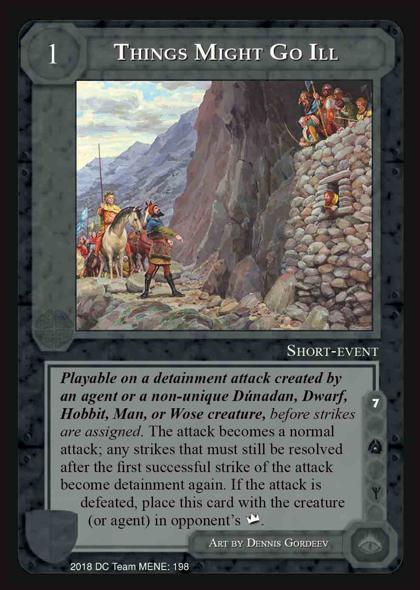 1
Things Might Go Ill
Short-event
Playable on a detainment attack created by
an agent or a non-unique Dúnadan, Dwarf,
Hobbit, Man, or Wose creature, before strikes
are assigned. The attack becomes a normal
attack; any strikes that must still be resolved
after the first successful strike of the attack
become detainment again. If the attack is
defeated, place this card with the creature
(or agent) in opponent's .
7
Art by Dennis Gordeev
2018 DC Team MENE: 198